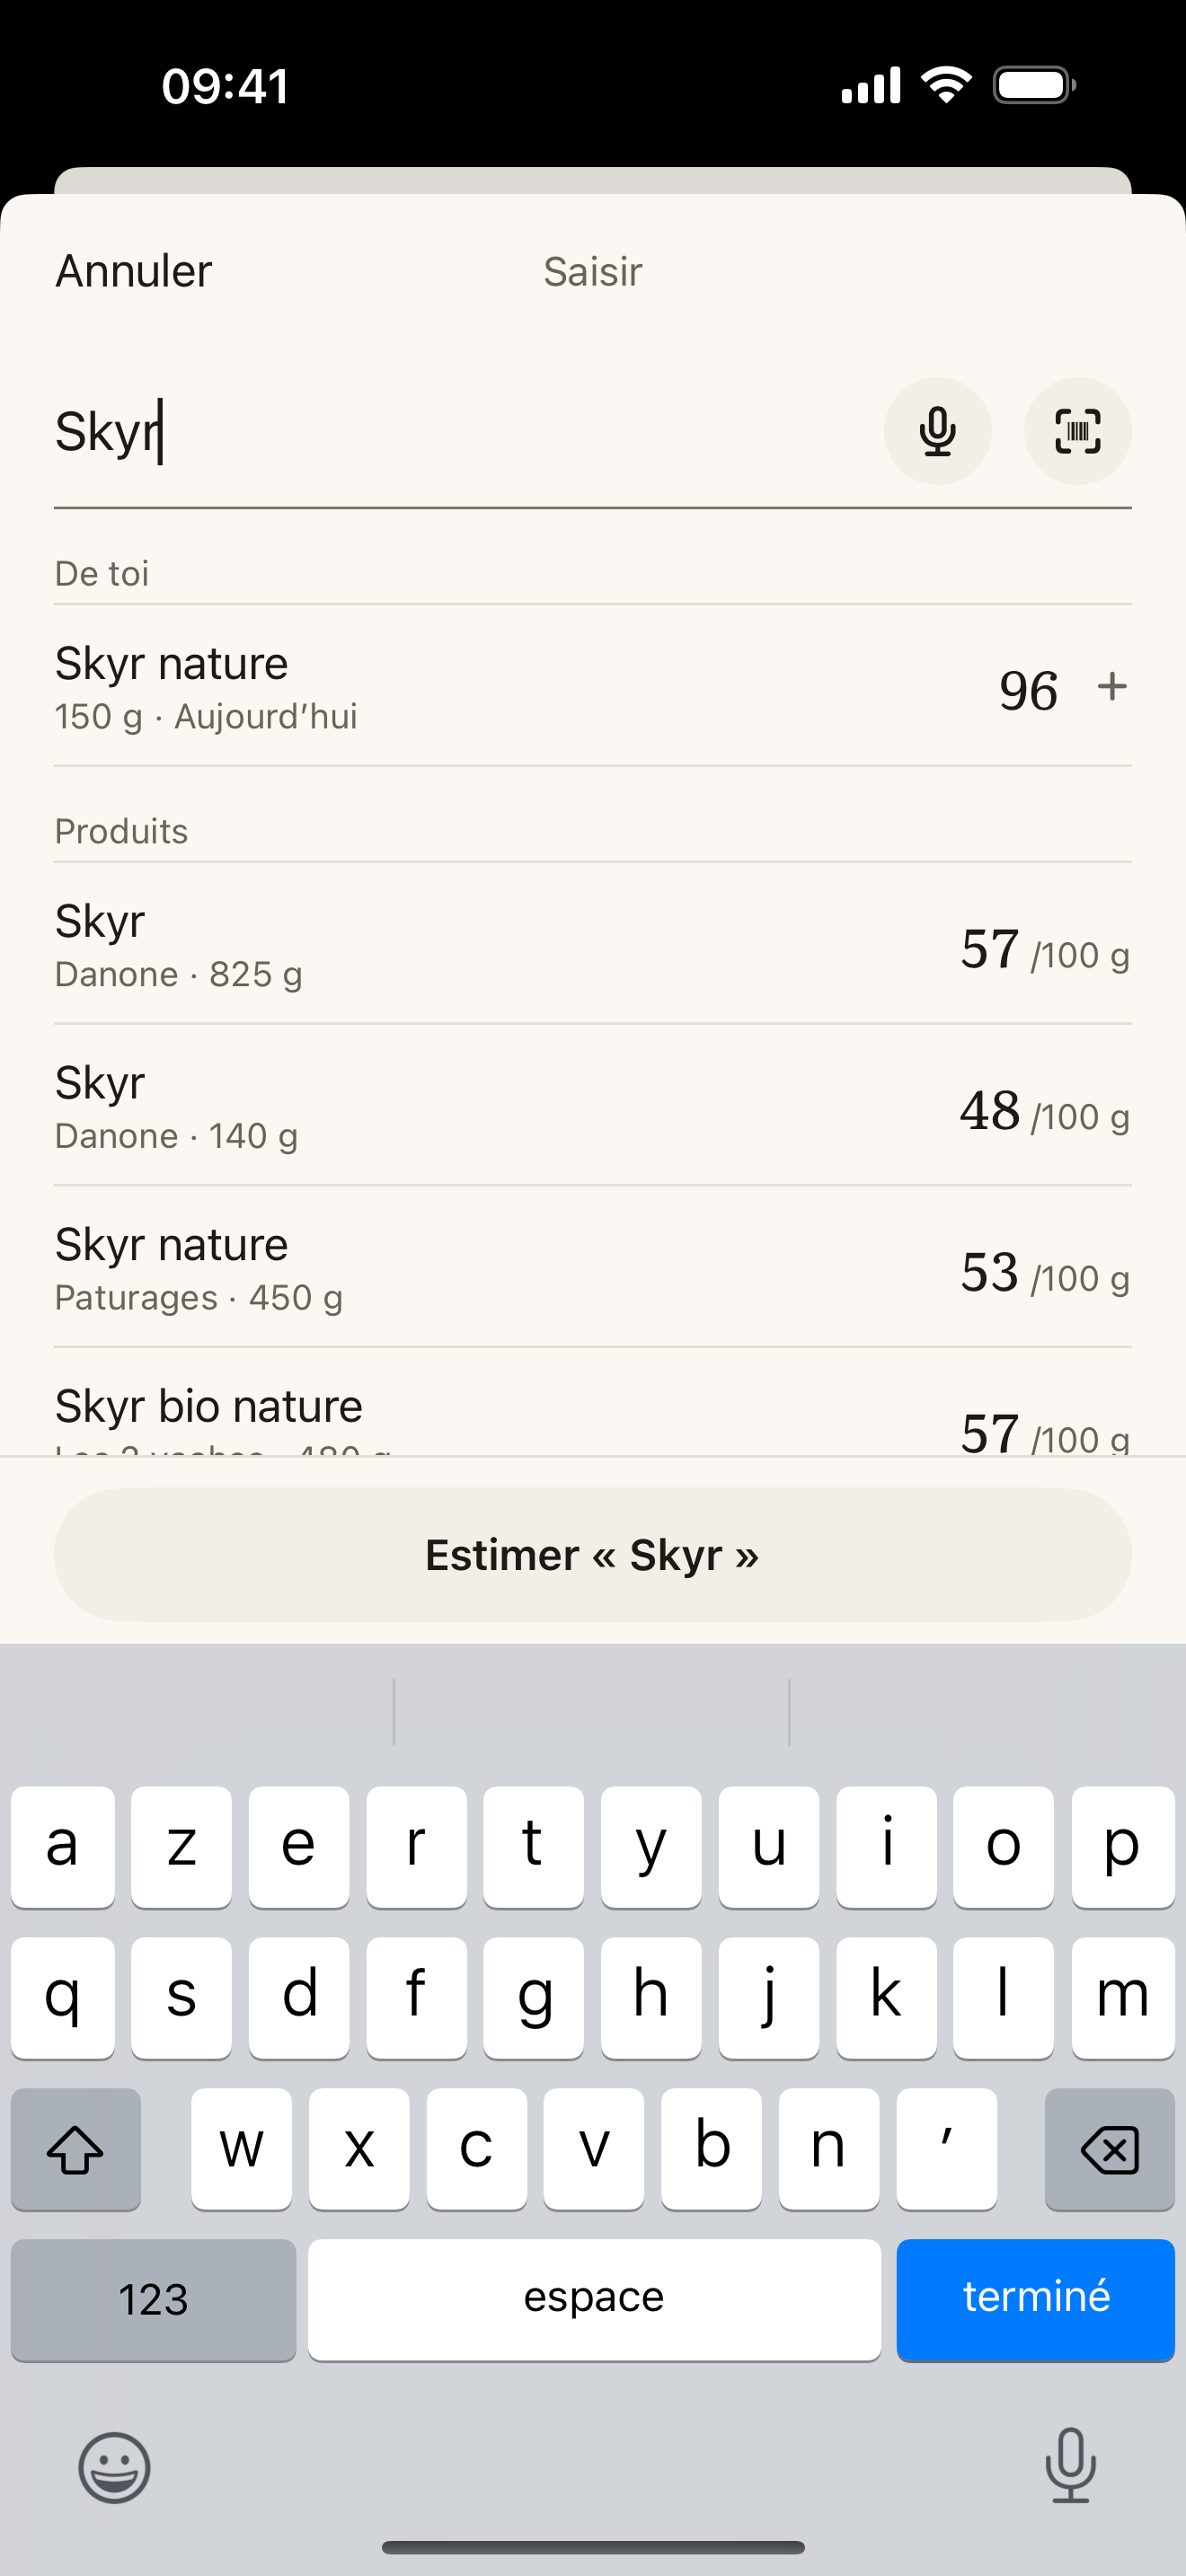 09:41
Annuler
Saisir
Skyr
De toi
Skyr nature
96 +
150 g · Aujourd’hui
Produits
Skyr
57 /100 g
Danone · 825 g
Skyr
48 /100 g
Danone · 140 g
Skyr nature
53 /100 g
Paturages · 450 g
Skyr bio nature
57 /100 g
Estimer « Skyr »
a z e r t y u i o p
q s d f g h j k l m
w x c v b n ’
123 espace terminé